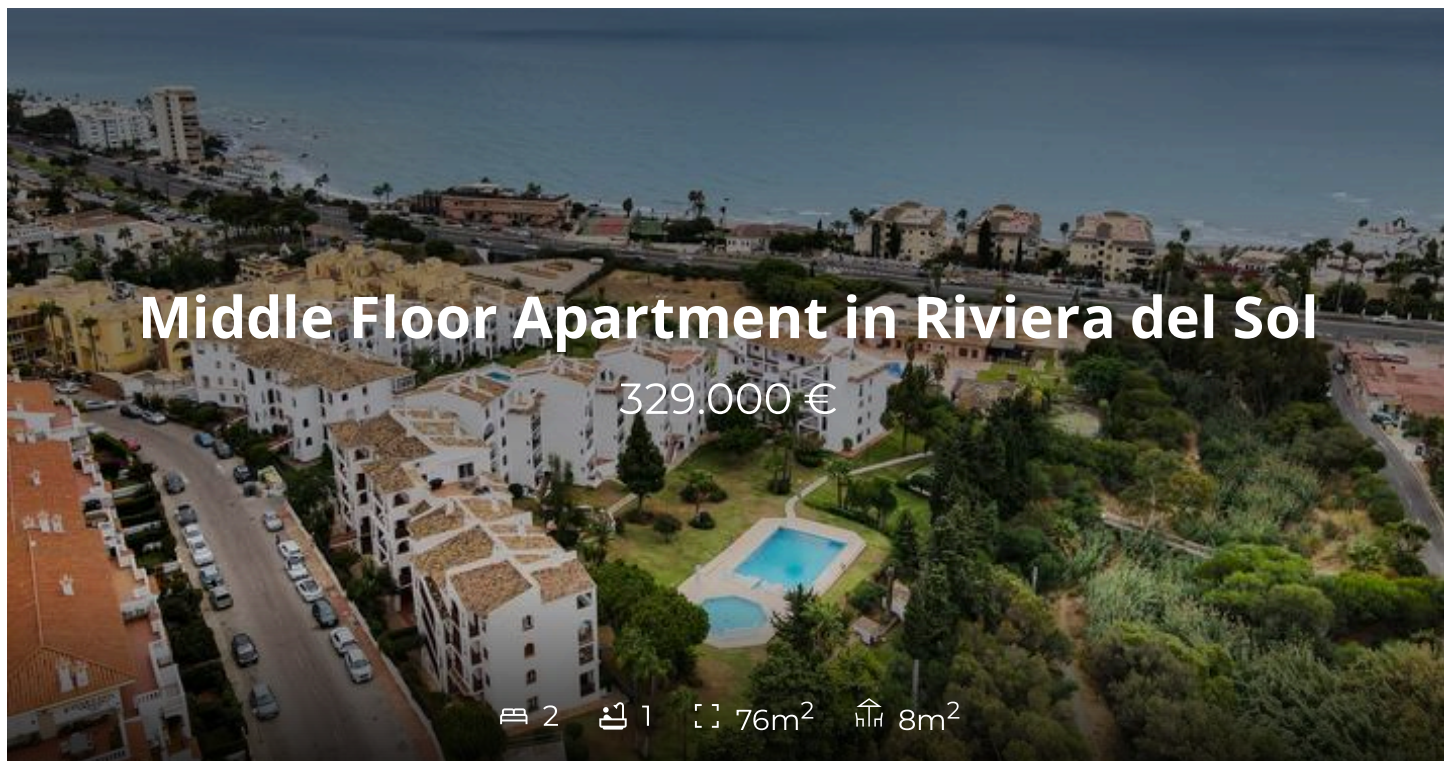 Middle Floor Apartment in Riviera del Sol
329.000 €
2 1 76m² 8m²